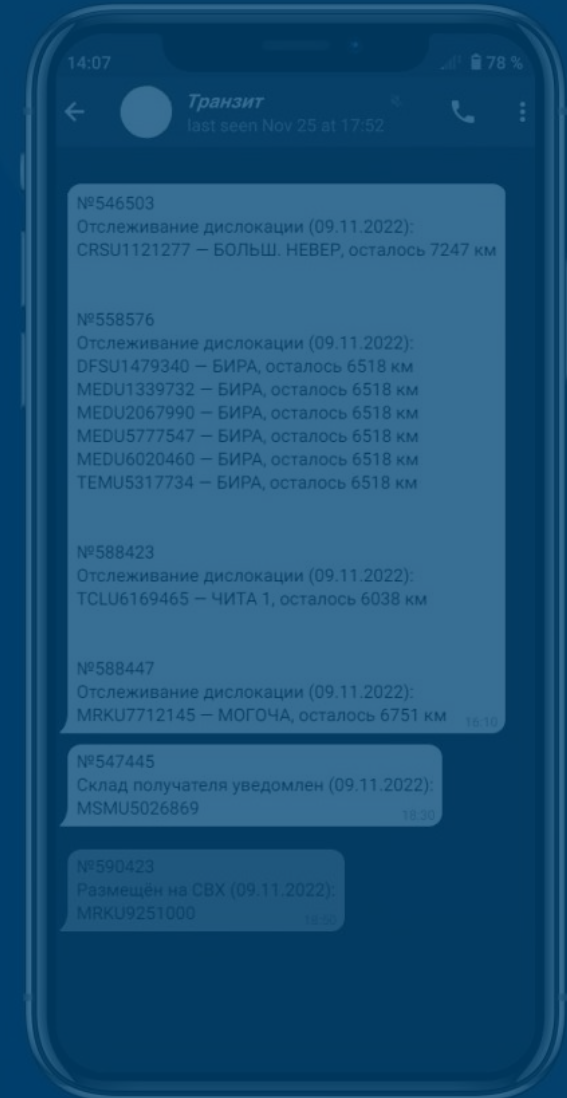 14:07
78 %
Транзит
last seen Nov 25 at 17:52
№546503
Отслеживание дислокации (09.11.2022):
CRSU1121277 — БОЛЬШ. НЕВЕР, осталось 7247 км
№558576
Отслеживание дислокации (09.11.2022):
DFSU1479340 — БИРА, осталось 6518 км
MEDU1339732 — БИРА, осталось 6518 км
MEDU2067990 — БИРА, осталось 6518 км
MEDU5777547 — БИРА, осталось 6518 км
MEDU6020460 — БИРА, осталось 6518 км
TEMU5317734 — БИРА, осталось 6518 км
№588423
Отслеживание дислокации (09.11.2022):
TCLU6169465 — ЧИТА 1, осталось 6038 км
№588447
Отслеживание дислокации (09.11.2022):
MRKU7712145 — МОГОЧА, осталось 6751 км
16:10
№547445
Склад получателя уведомлен (09.11.2022):
MSMU5026869
18:50
№590423
Размещён на СВХ (09.11.2022):
MRKU9251000
18:50